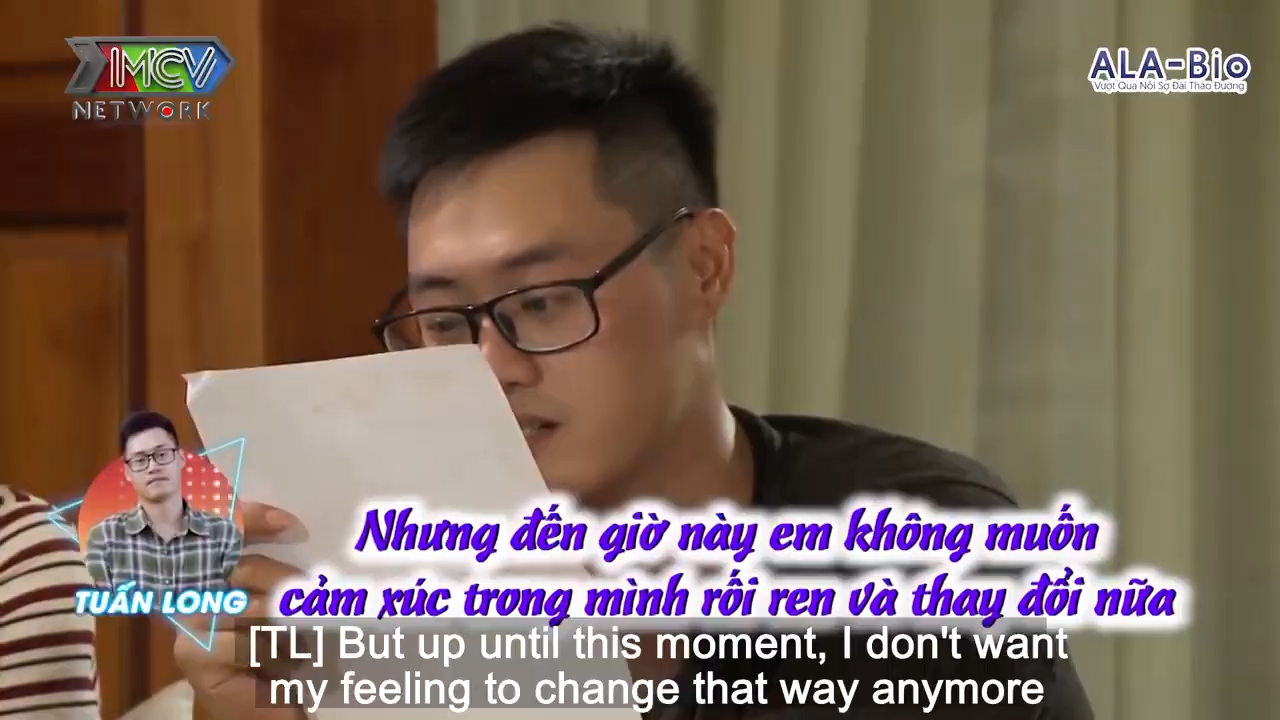 MCV
NETWORK
ALA-Bio
Vượt Qua Nỗi Sợ Đái Tháo Đường
Nhưng đến giờ này em không muốn
cảm xúc trong mình rối ren và thay đổi nữa
TUẤN LONG
[TL] But up until this moment, I don't want
my feeling to change that way anymore